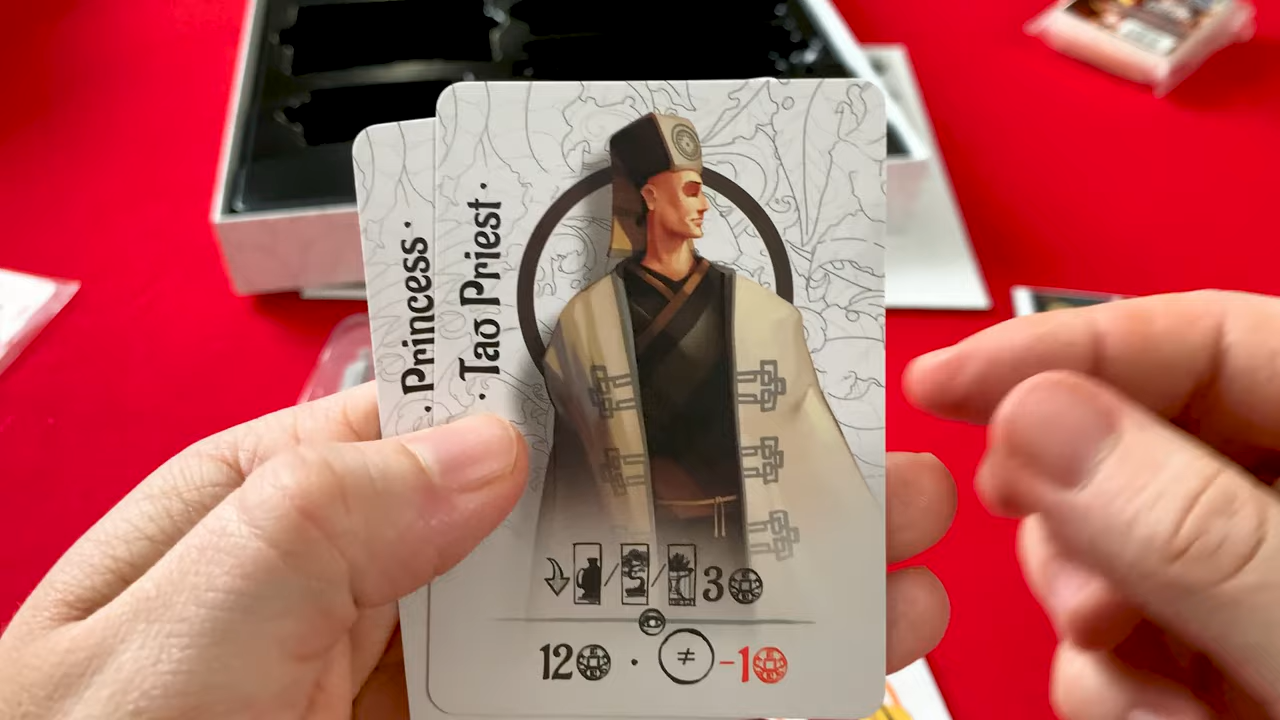 · Princess ·
· Tao Priest ·
/ / 3
12 · ≠ -1